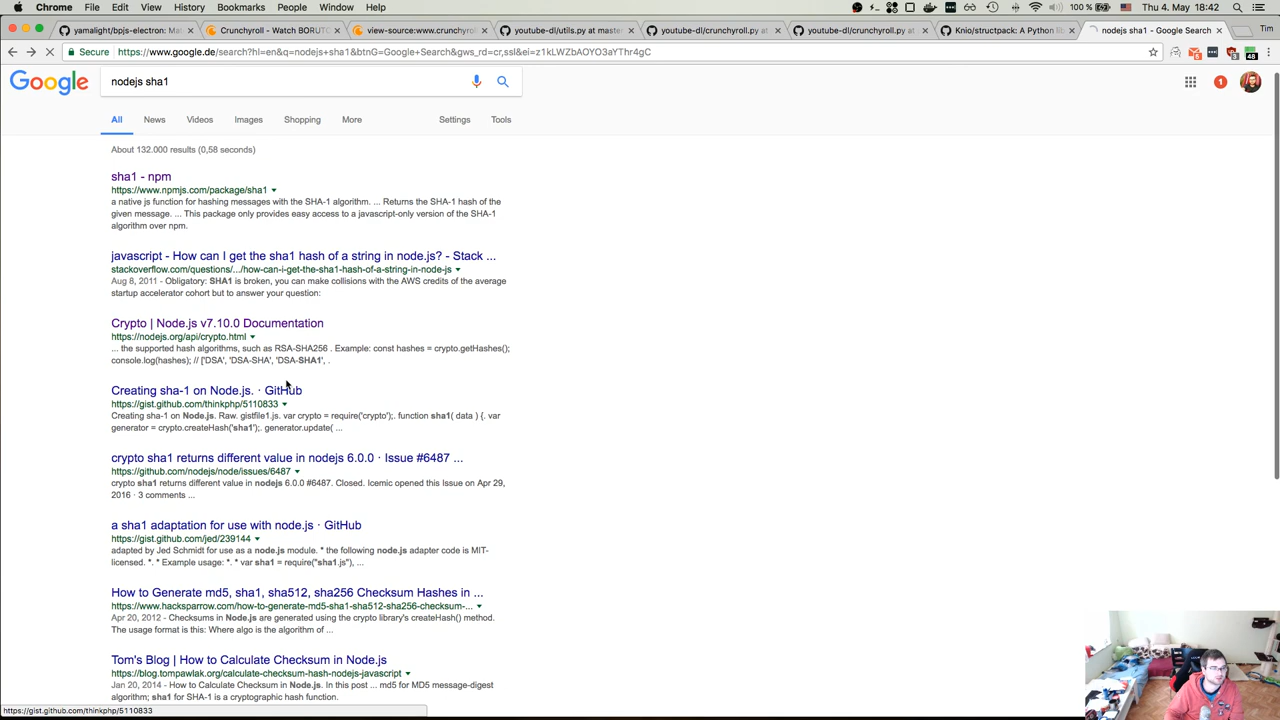 Chrome File Edit View History Bookmarks People Window Help
100 % Thu 4. May 18:42
yamalight/bpjs-electron: Mat
Crunchyroll - Watch BORUTO
view-source:www.crunchyroll
youtube-dl/utils.py at master
youtube-dl/crunchyroll.py at
youtube-dl/crunchyroll.py at
Knio/structpack: A Python lib
nodejs sha1 - Google Search
Tim
Secure https://www.google.de/search?hl=en&q=nodejs+sha1&btnG=Google+Search&gws_rd=cr,ssl&ei=z1kLWZbAOYO3aYThr4gC
48
Google
nodejs sha1
1
All News Videos Images Shopping More Settings Tools
About 132.000 results (0,58 seconds)
sha1 - npm
https://www.npmjs.com/package/sha1
a native js function for hashing messages with the SHA-1 algorithm. ... Returns the SHA-1 hash of the
given message. ... This package only provides easy access to a javascript-only version of the SHA-1
algorithm over npm.
javascript - How can I get the sha1 hash of a string in node.js? - Stack ...
stackoverflow.com/questions/.../how-can-i-get-the-sha1-hash-of-a-string-in-node-js
Aug 8, 2011 - Obligatory: SHA1 is broken, you can make collisions with the AWS credits of the average
startup accelerator cohort but to answer your question:
Crypto | Node.js v7.10.0 Documentation
https://nodejs.org/api/crypto.html
... the supported hash algorithms, such as RSA-SHA256 . Example: const hashes = crypto.getHashes();
console.log(hashes); // ['DSA', 'DSA-SHA', 'DSA-SHA1', .
Creating sha-1 on Node.js. · GitHub
https://gist.github.com/thinkphp/5110833
Creating sha-1 on Node.js. Raw. gistfile1.js. var crypto = require('crypto');. function sha1( data ) {. var
generator = crypto.createHash('sha1');. generator.update( ...
crypto sha1 returns different value in nodejs 6.0.0 · Issue #6487 ...
https://github.com/nodejs/node/issues/6487
crypto sha1 returns different value in nodejs 6.0.0 #6487. Closed. Icemic opened this Issue on Apr 29,
2016 · 3 comments ...
a sha1 adaptation for use with node.js · GitHub
https://gist.github.com/jed/239144
adapted by Jed Schmidt for use as a node.js module. * the following node.js adapter code is MIT-
licensed. *. * Example usage: *. * var sha1 = require("sha1.js"), ...
How to Generate md5, sha1, sha512, sha256 Checksum Hashes in ...
https://www.hacksparrow.com/how-to-generate-md5-sha1-sha512-sha256-checksum-...
Apr 20, 2012 - Checksums in Node.js are generated using the crypto library's createHash() method.
The usage format is this: Where algo is the algorithm of ...
Tom's Blog | How to Calculate Checksum in Node.js
https://blog.tompawlak.org/calculate-checksum-hash-nodejs-javascript
Jan 20, 2014 - How to Calculate Checksum in Node.js. In this post ... md5 for MD5 message-digest
algorithm; sha1 for SHA-1 is a cryptographic hash function.
https://gist.github.com/thinkphp/5110833